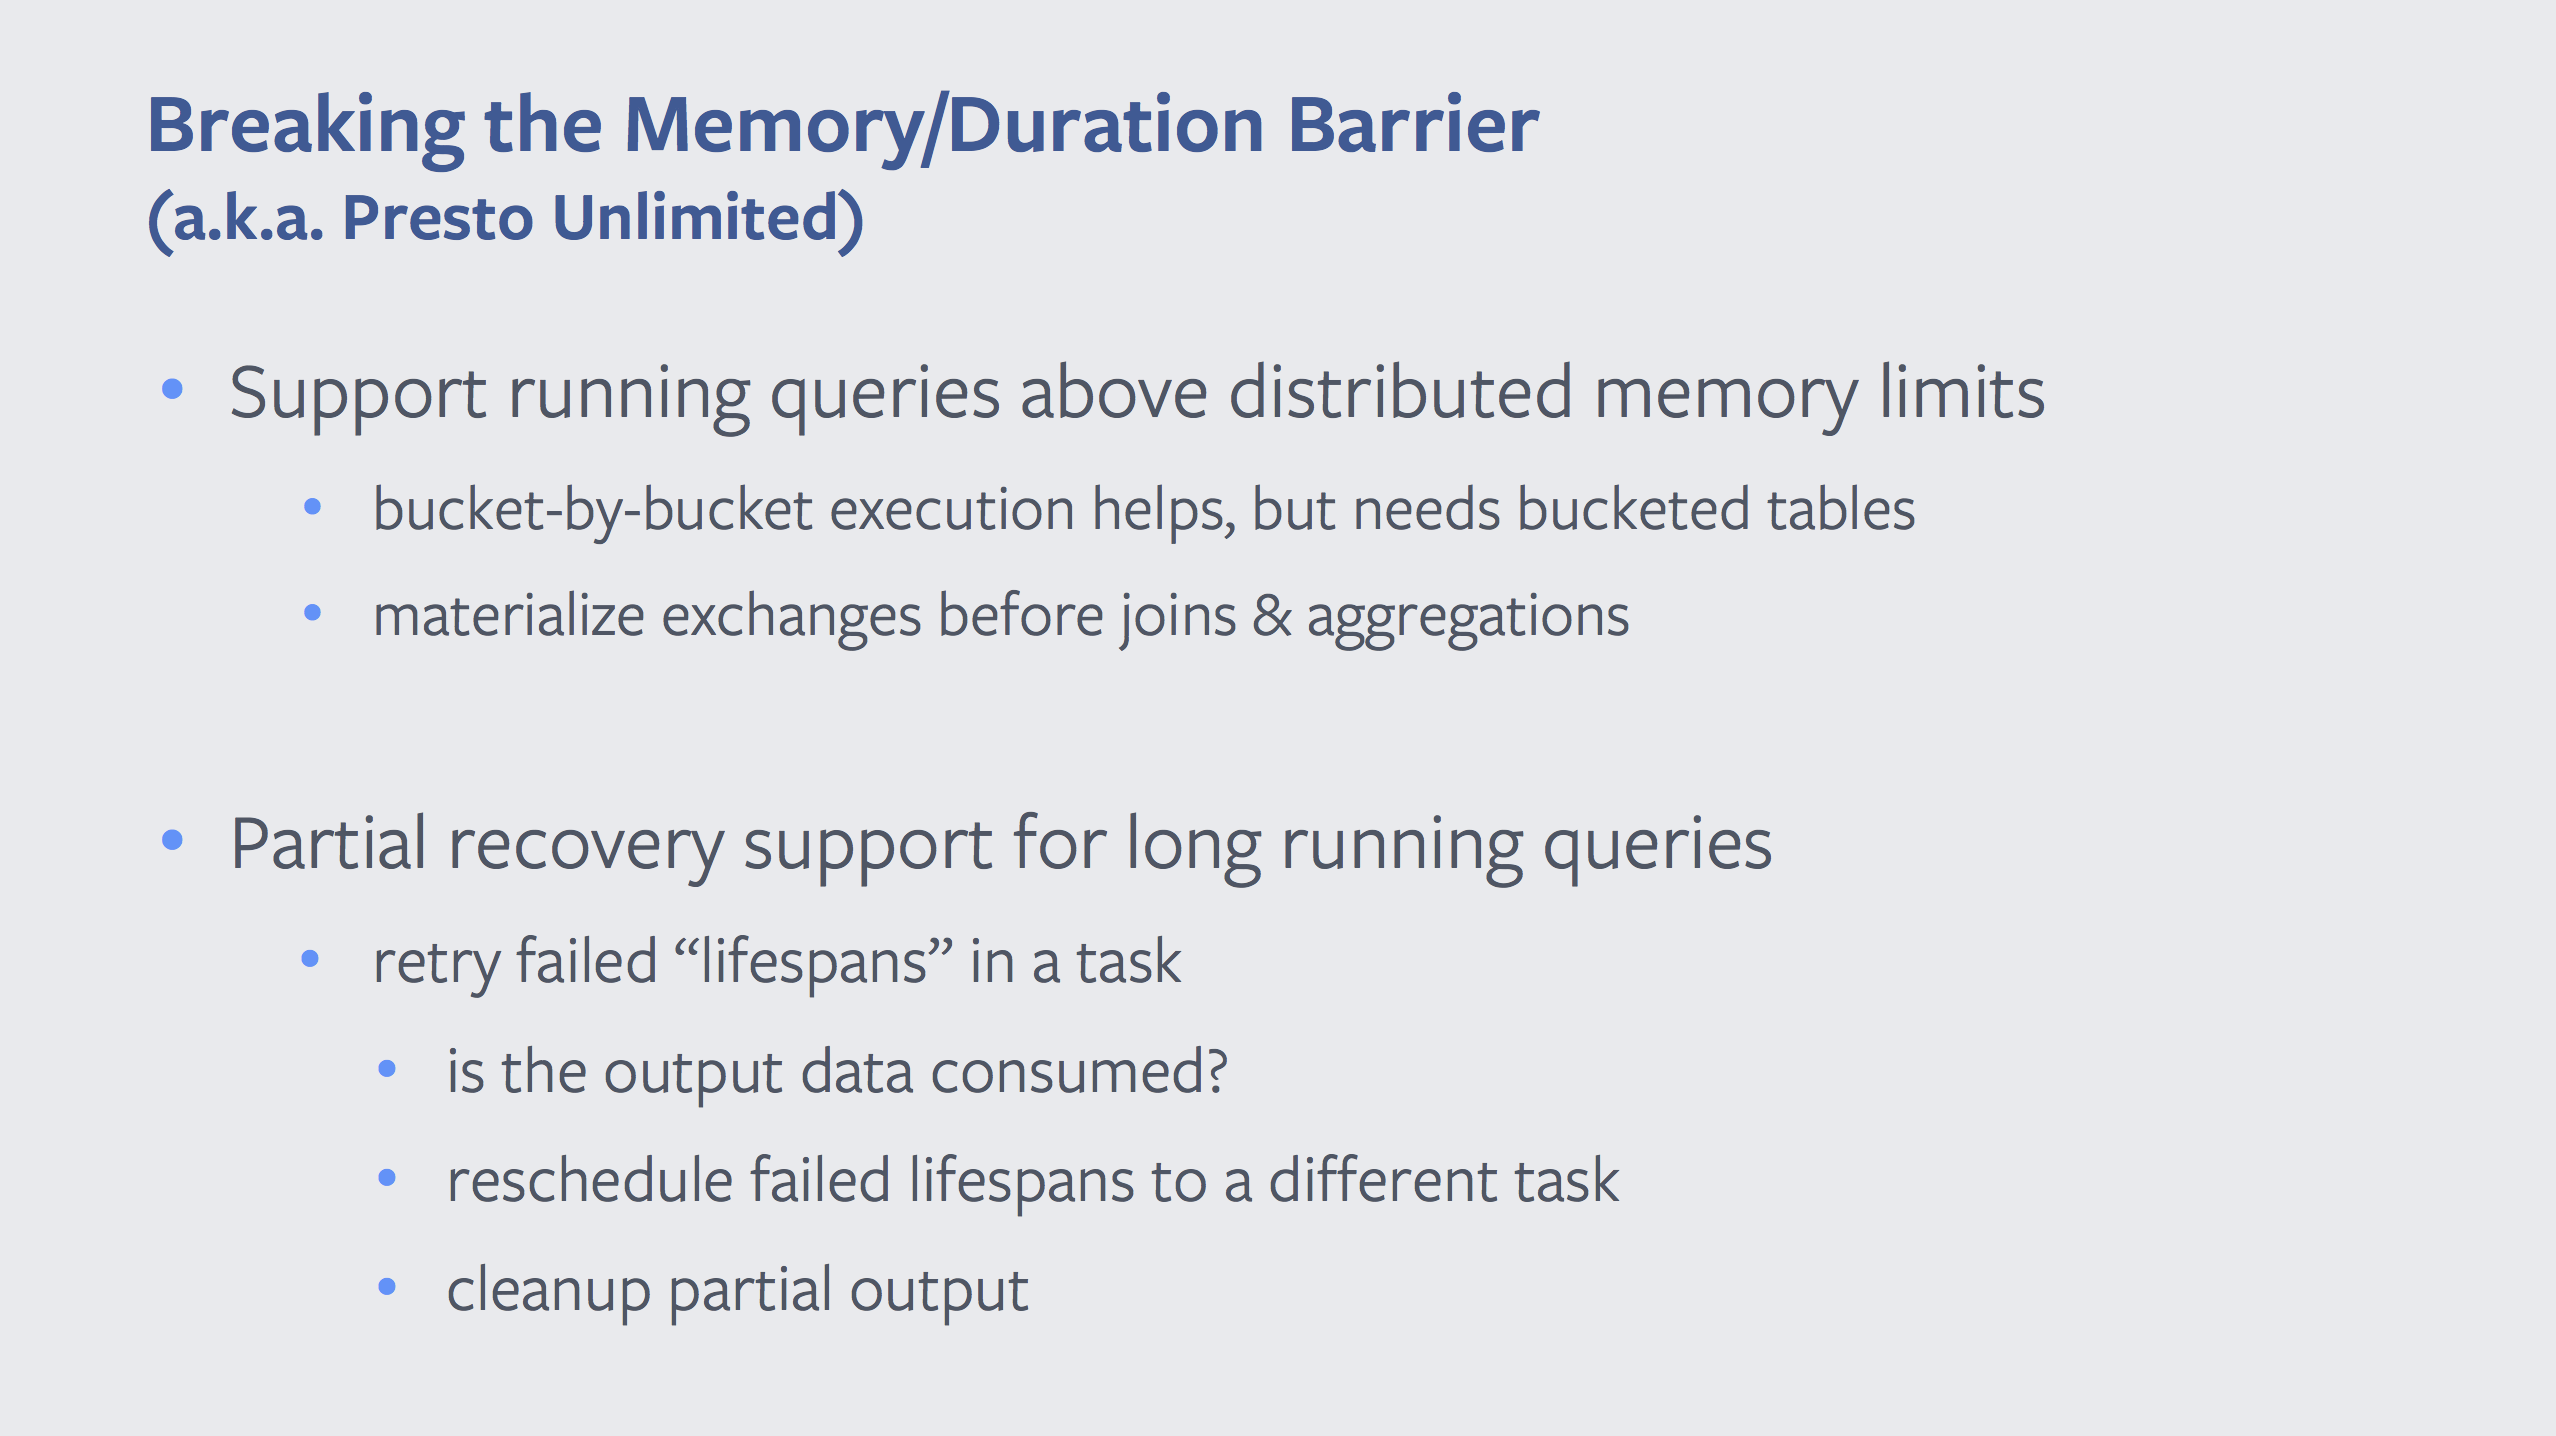 Breaking the Memory/Duration Barrier
(a.k.a. Presto Unlimited)
• Support running queries above distributed memory limits
• bucket-by-bucket execution helps, but needs bucketed tables
• materialize exchanges before joins & aggregations
• Partial recovery support for long running queries
• retry failed “lifespans” in a task
• is the output data consumed?
• reschedule failed lifespans to a different task
• cleanup partial output